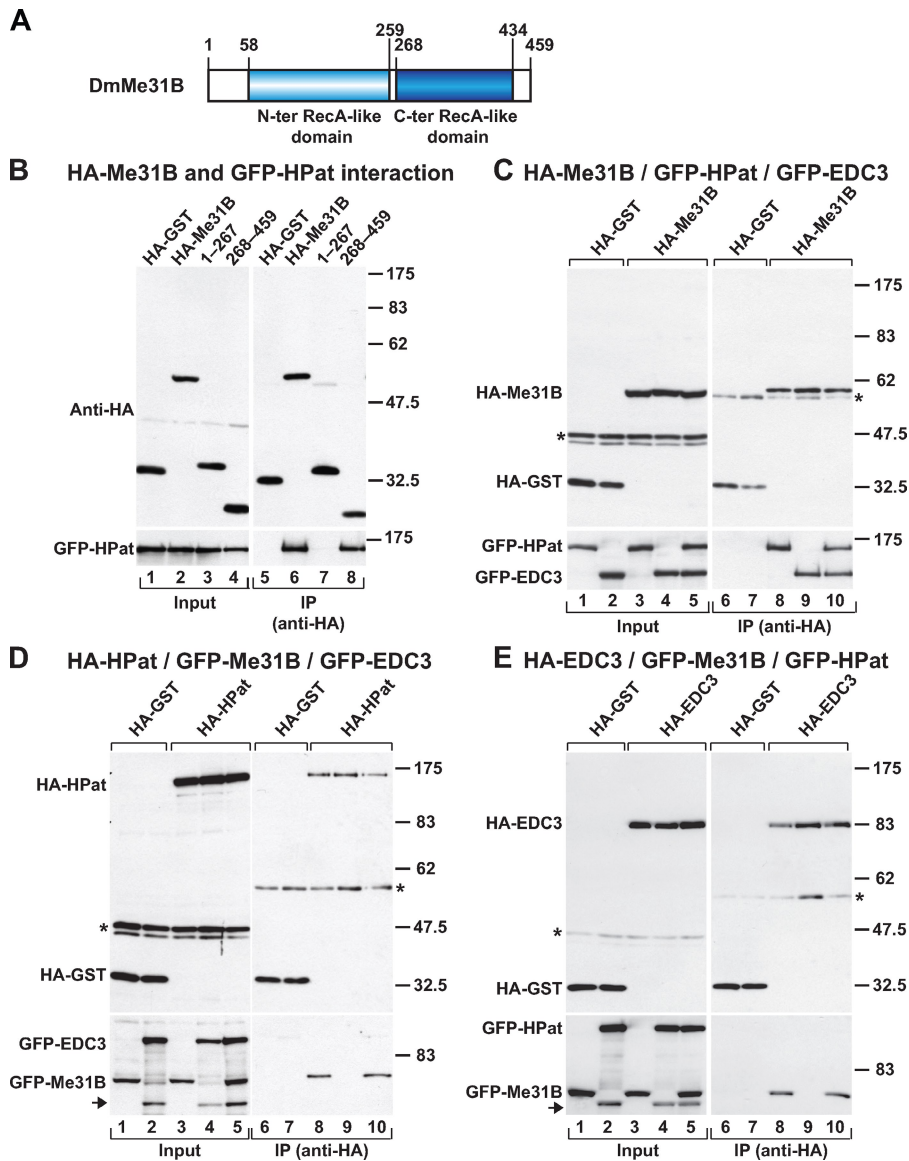 A
259
1 58 268 434 459
DmMe31B
N-ter RecA-like domain
C-ter RecA-like domain
B HA-Me31B and GFP-HPat interaction
HA-GST HA-Me31B 1–267 268–459 HA-GST HA-Me31B 1–267 268–459
175
83
62
Anti-HA
47.5
32.5
175
GFP-HPat
1 2 3 4 5 6 7 8
Input IP
(anti-HA)
C HA-Me31B / GFP-HPat / GFP-EDC3
HA-GST HA-Me31B HA-GST HA-Me31B
175
83
62
HA-Me31B
*
* 47.5
HA-GST 32.5
175
GFP-HPat
GFP-EDC3
1 2 3 4 5 6 7 8 9 10
Input IP (anti-HA)
D HA-HPat / GFP-Me31B / GFP-EDC3
HA-GST HA-HPat HA-GST HA-HPat
175
HA-HPat
83
62
*
* 47.5
HA-GST 32.5
GFP-EDC3
83
GFP-Me31B
1 2 3 4 5 6 7 8 9 10
Input IP (anti-HA)
E HA-EDC3 / GFP-Me31B / GFP-HPat
HA-GST HA-EDC3 HA-GST HA-EDC3
175
HA-EDC3 83
62
*
* 47.5
HA-GST 32.5
GFP-HPat
83
GFP-Me31B
1 2 3 4 5 6 7 8 9 10
Input IP (anti-HA)